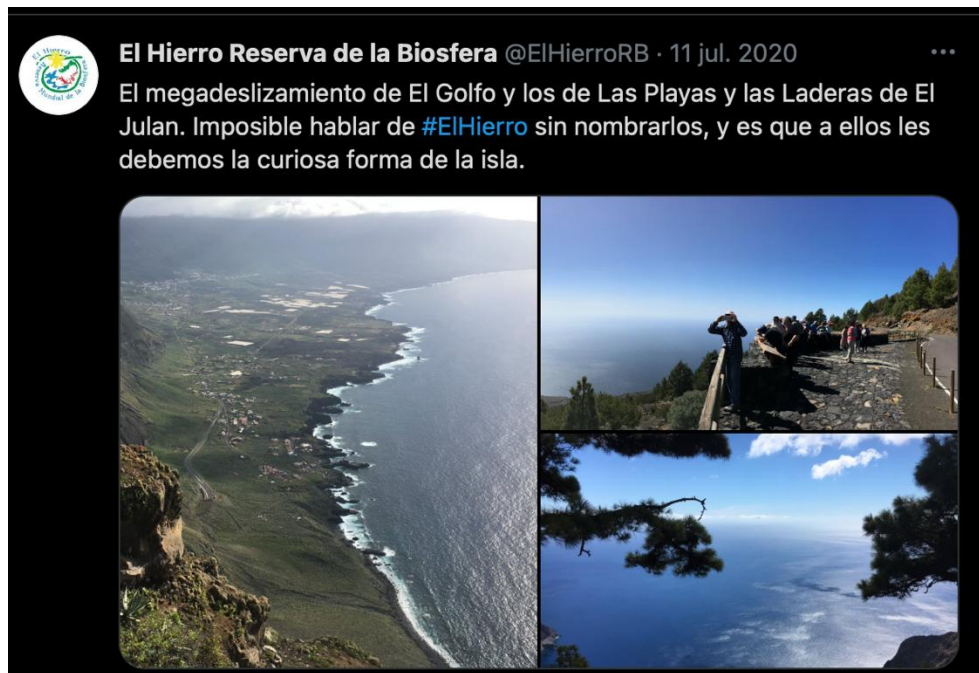 El Hierro Reserva de la Biosfera @ElHierroRB · 11 jul. 2020
El megadeslizamiento de El Golfo y los de Las Playas y las Laderas de El
Julan. Imposible hablar de #ElHierro sin nombrarlos, y es que a ellos les
debemos la curiosa forma de la isla.